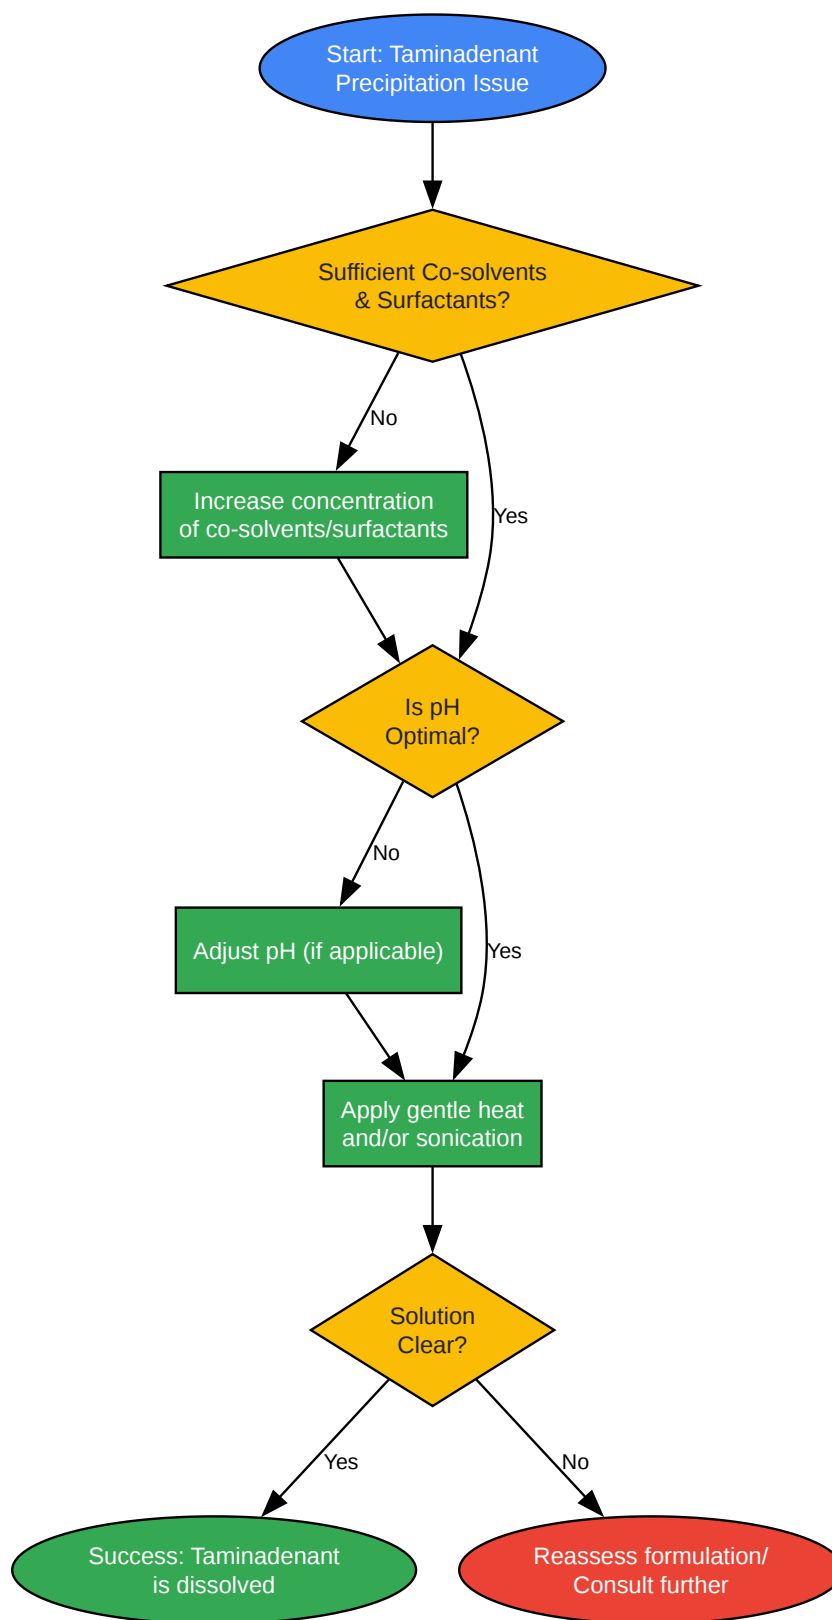 Start: Taminadenant
Precipitation Issue
Sufficient Co-solvents
& Surfactants?
No
Increase concentration
of co-solvents/surfactants
Yes
Is pH
Optimal?
No
Adjust pH (if applicable)
Yes
Apply gentle heat
and/or sonication
Solution
Clear?
Yes
No
Success: Taminadenant
is dissolved
Reassess formulation/
Consult further